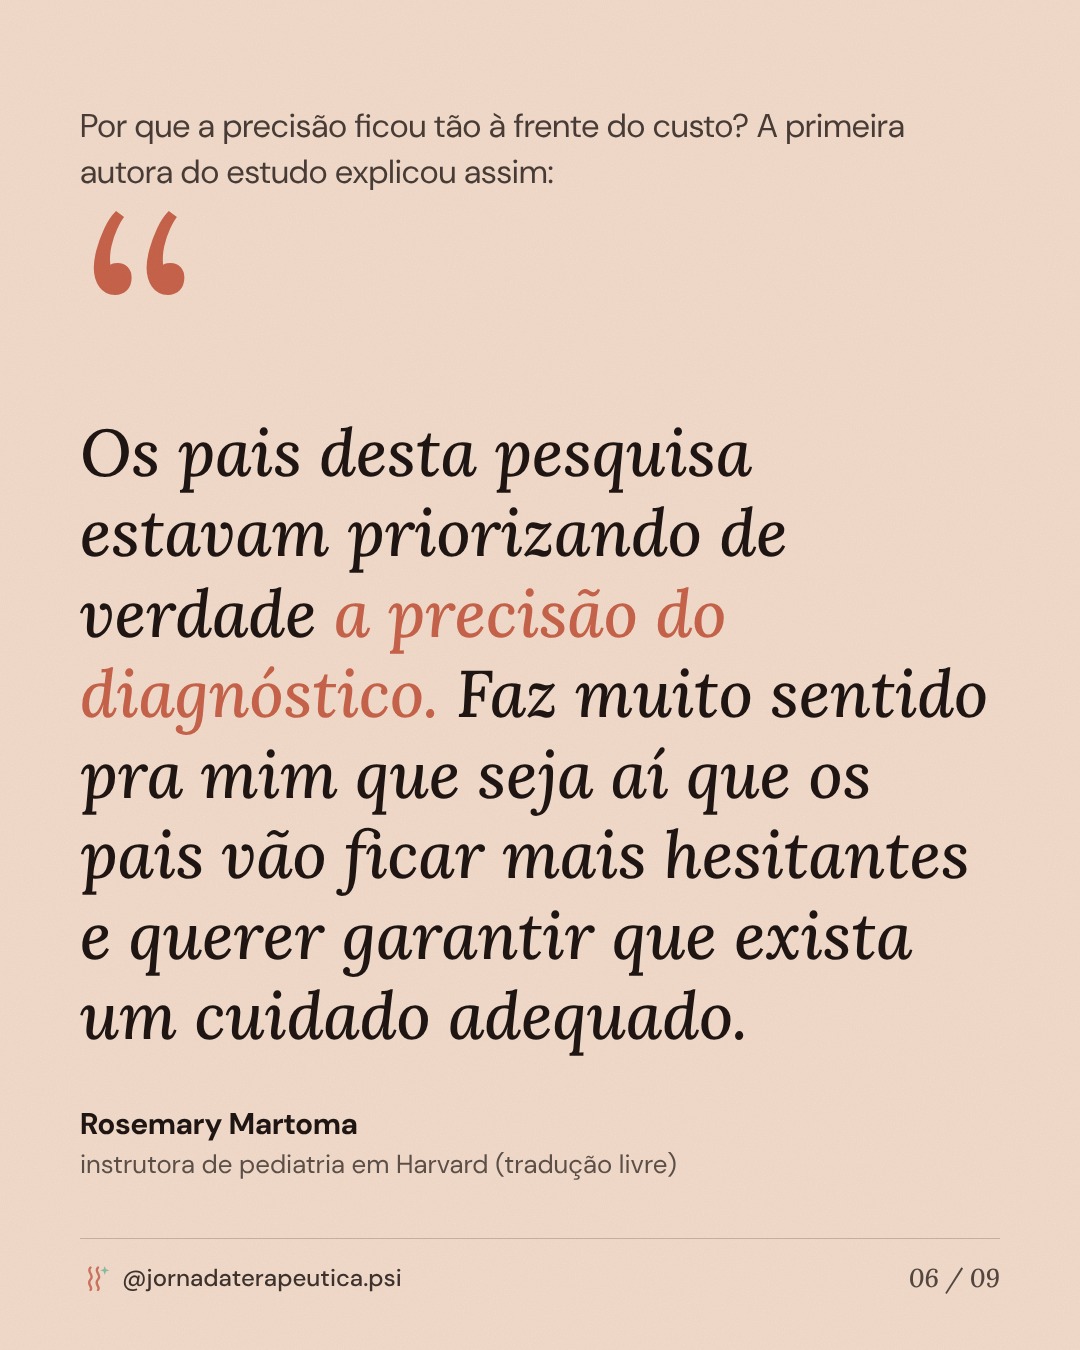 Por que a precisão ficou tão à frente do custo? A primeira
autora do estudo explicou assim:
“
Os pais desta pesquisa
estavam priorizando de
verdade a precisão do
diagnóstico. Faz muito sentido
pra mim que seja aí que os
pais vão ficar mais hesitantes
e querer garantir que exista
um cuidado adequado.
Rosemary Martoma
instrutora de pediatria em Harvard (tradução livre)
@jornadaterapeutica.psi
06 / 09